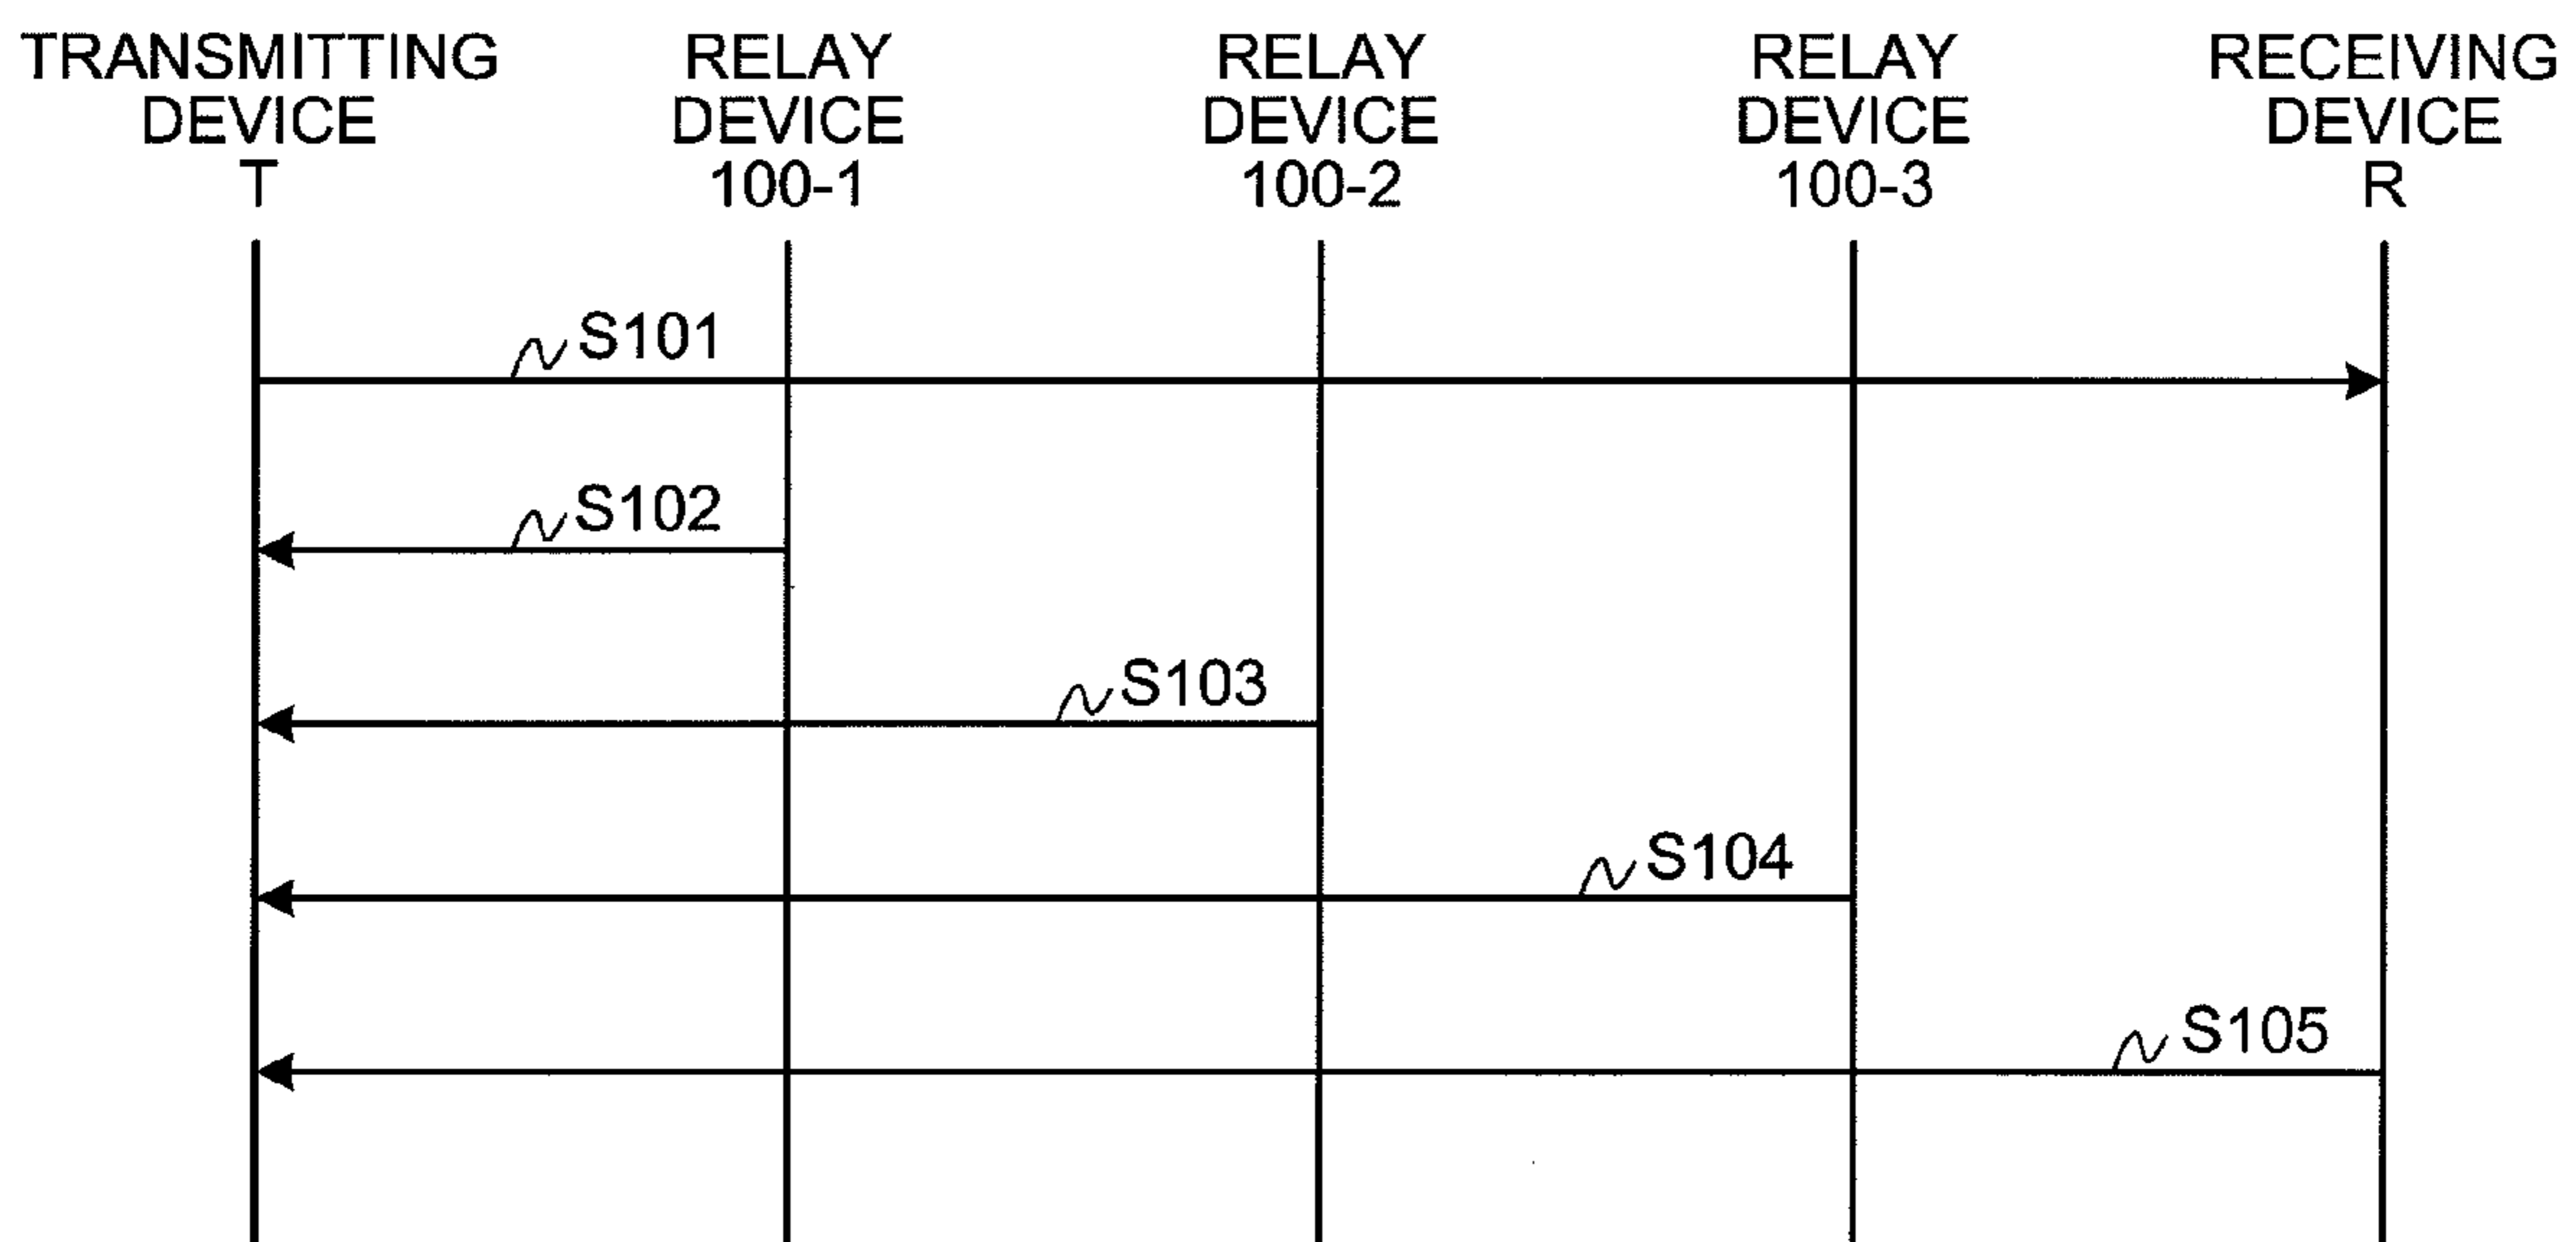 TRANSMITTING
DEVICE
T
RELAY
DEVICE
100-1
RELAY
DEVICE
100-2
RELAY
DEVICE
100-3
RECEIVING
DEVICE
R
S101
S102
S103
S104
S105